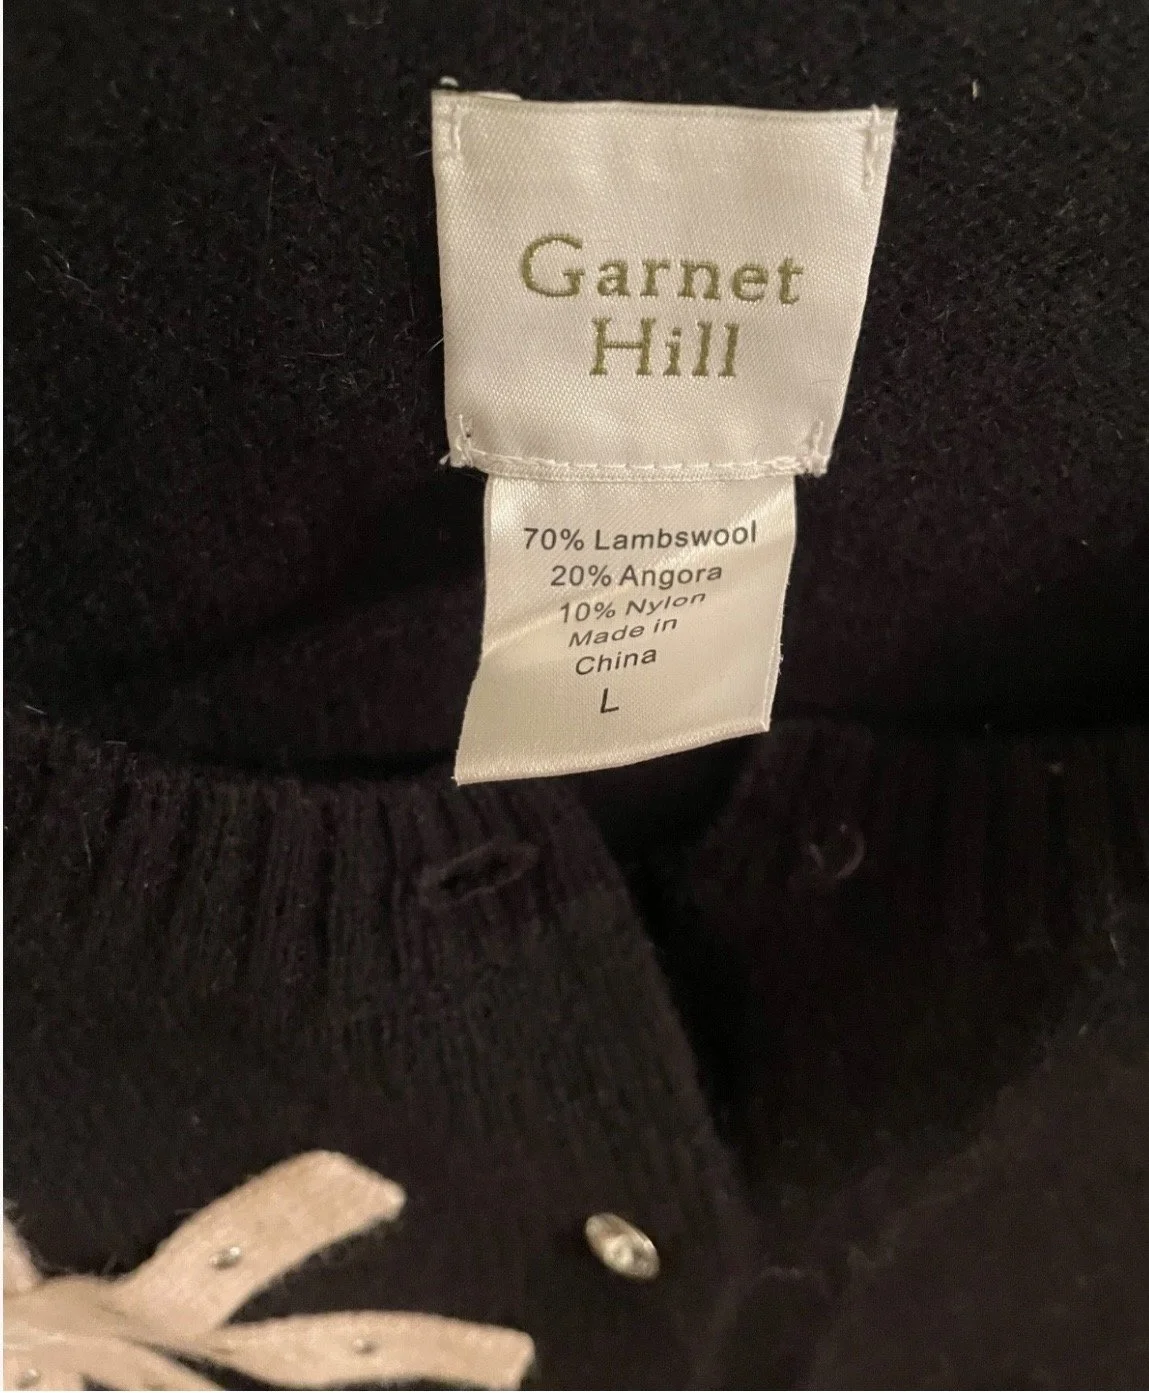 Garnet
Hill
70% Lambswool
20% Angora
10% Nylon
Made in
China
L